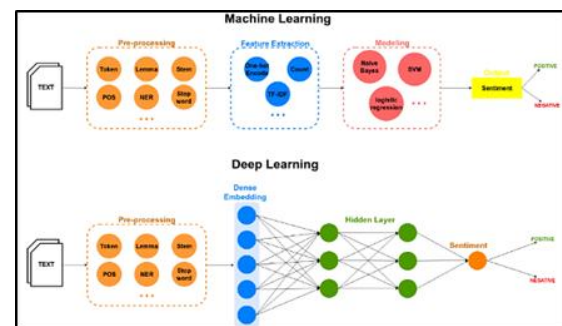 Machine Learning
Pre-processing
Feature Extraction
Modeling
TEXT
Token
Lemma
Stem
POS
NER
Stop
word
...
One-hot
Encode
Count
TF-IDF
...
Naive
Bayes
SVM
logistic
regression
...
Output
Sentiment
POSITIVE
NEGATIVE
Deep Learning
Dense
Embedding
Pre-processing
Hidden Layer
TEXT
Token
Lemma
Stem
POS
NER
Stop
word
...
Sentiment
POSITIVE
NEGATIVE